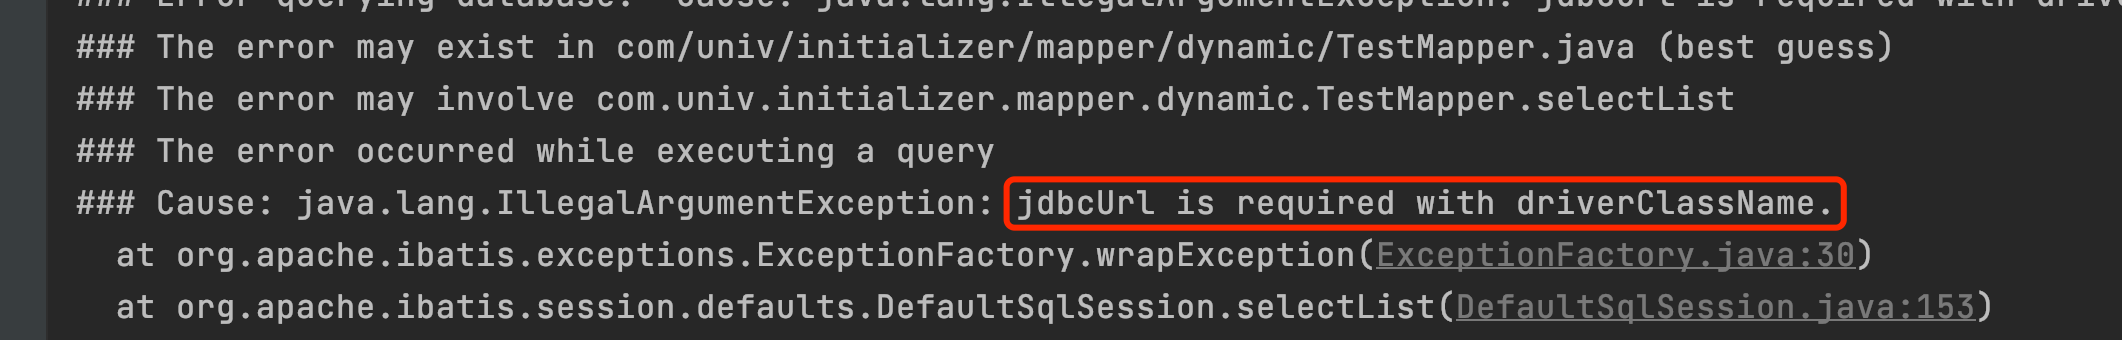 ### Error querying database. Cause: java.lang.IllegalArgumentException: jdbcUrl is required with
### The error may exist in com/univ/initializer/mapper/dynamic/TestMapper.java (best guess)
### The error may involve com.univ.initializer.mapper.dynamic.TestMapper.selectList
### The error occurred while executing a query
### Cause: java.lang.IllegalArgumentException: jdbcUrl is required with driverClassName.
at org.apache.ibatis.exceptions.ExceptionFactory.wrapException(ExceptionFactory.java:30)
at org.apache.ibatis.session.defaults.DefaultSqlSession.selectList(DefaultSqlSession.java:153)